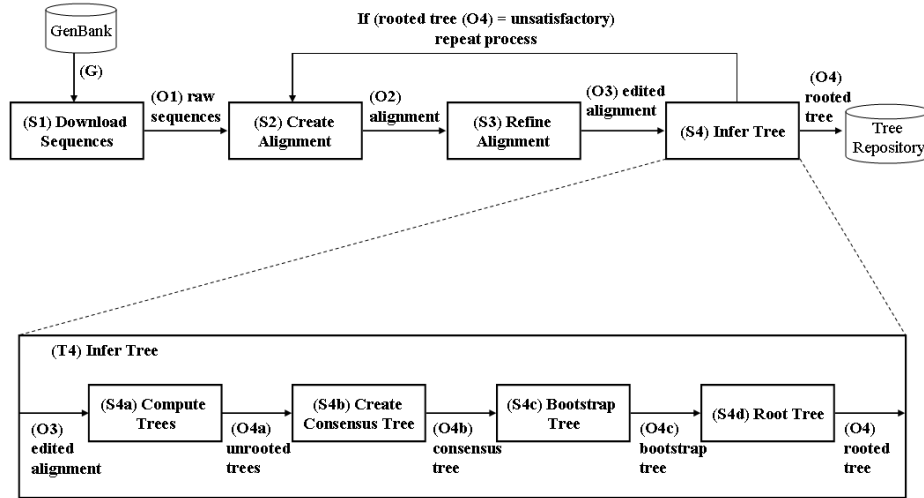 GenBank
(G)
If (rooted tree (O4) = unsatisfactory)
repeat process
(S1) Download
Sequences
(O1) raw
sequences
(S2) Create
Alignment
(O2)
alignment
(S3) Refine
Alignment
(O3) edited
alignment
(S4) Infer Tree
(O4)
rooted
tree
Tree
Repository
(T4) Infer Tree
(O3)
edited
alignment
(S4a) Compute
Trees
(O4a)
unrooted
trees
(S4b) Create
Consensus Tree
(O4b)
consensus
tree
(S4c) Bootstrap
Tree
(O4c)
bootstrap
tree
(S4d) Root Tree
(O4)
rooted
tree